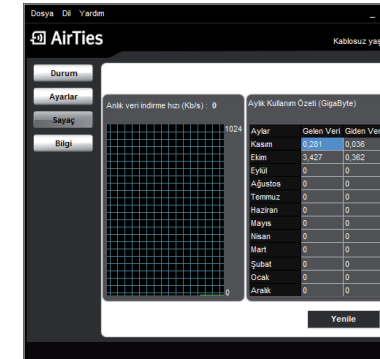 Dosya Dil Yardım
AirTies
Kablosuz yaş
Durum
Ayarlar
Sayaç
Bilgi
Anlık veri indirme hızı (Kb/s) : 0
1024
0
Aylık Kullanım Özeti (GigaByte)
Aylar Gelen Veri Giden Ver
Kasım 0,281 0,036
Ekim 3,427 0,362
Eylül 0 0
Ağustos 0 0
Temmuz 0 0
Haziran 0 0
Mayıs 0 0
Nisan 0 0
Mart 0 0
Şubat 0 0
Ocak 0 0
Aralık 0 0
Yenile